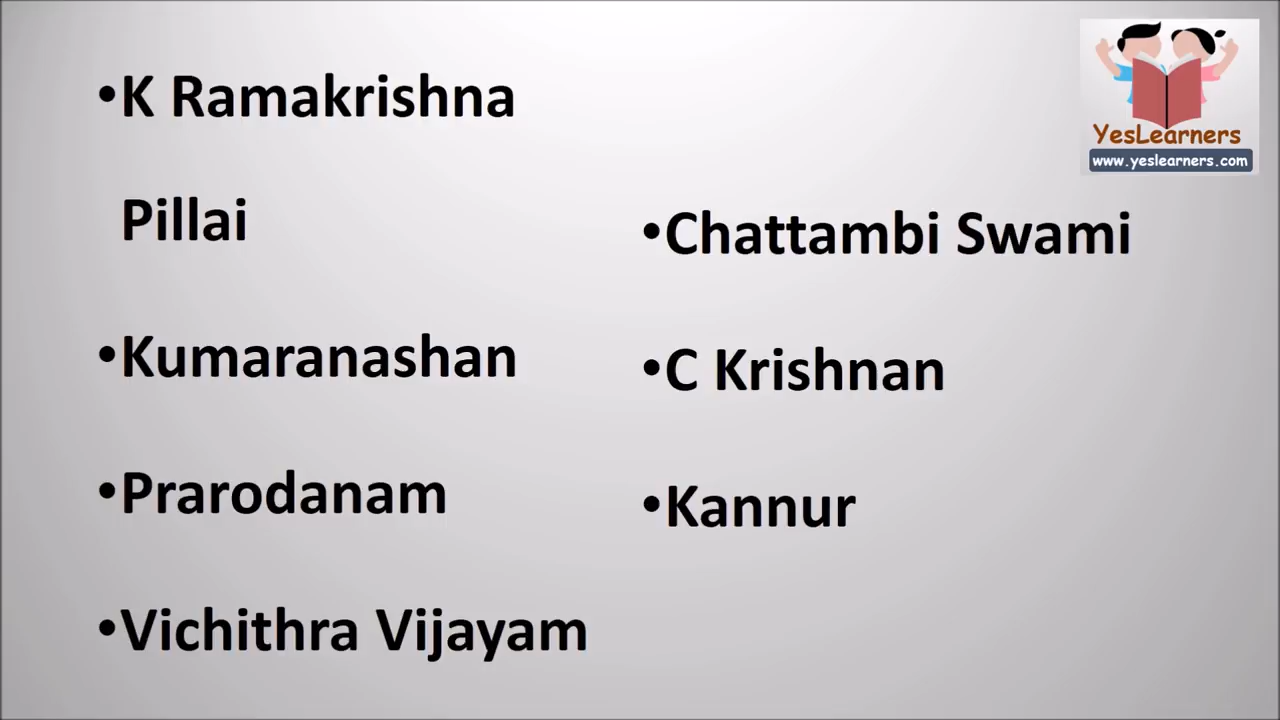 •K Ramakrishna
Pillai
•Kumaranashan
•Prarodanam
•Vichithra Vijayam
•Chattambi Swami
•C Krishnan
•Kannur
YesLearners
www.yeslearners.com